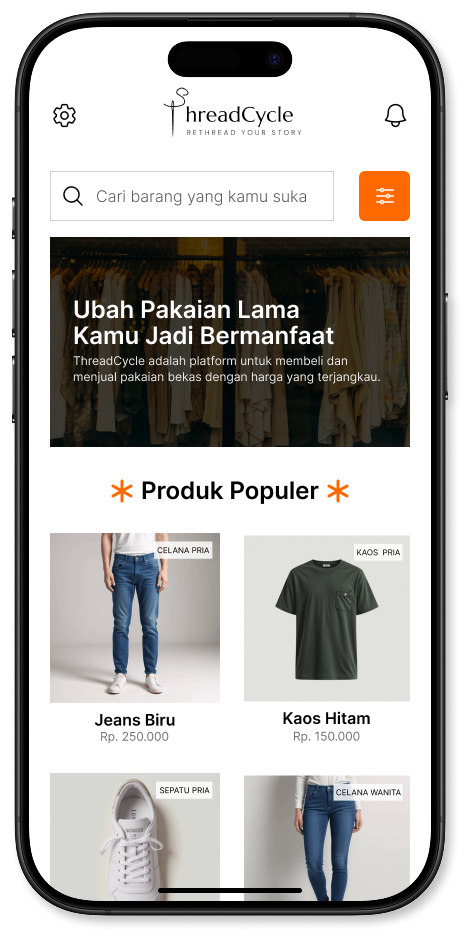 ThreadCycle
RETHREAD YOUR STORY
Cari barang yang kamu suka
Ubah Pakaian Lama
Kamu Jadi Bermanfaat
ThreadCycle adalah platform untuk membeli dan
menjual pakaian bekas dengan harga yang terjangkau.
Produk Populer
CELANA PRIA
KAOS PRIA
Jeans Biru
Rp. 250.000
Kaos Hitam
Rp. 150.000
SEPATU PRIA
CELANA WANITA